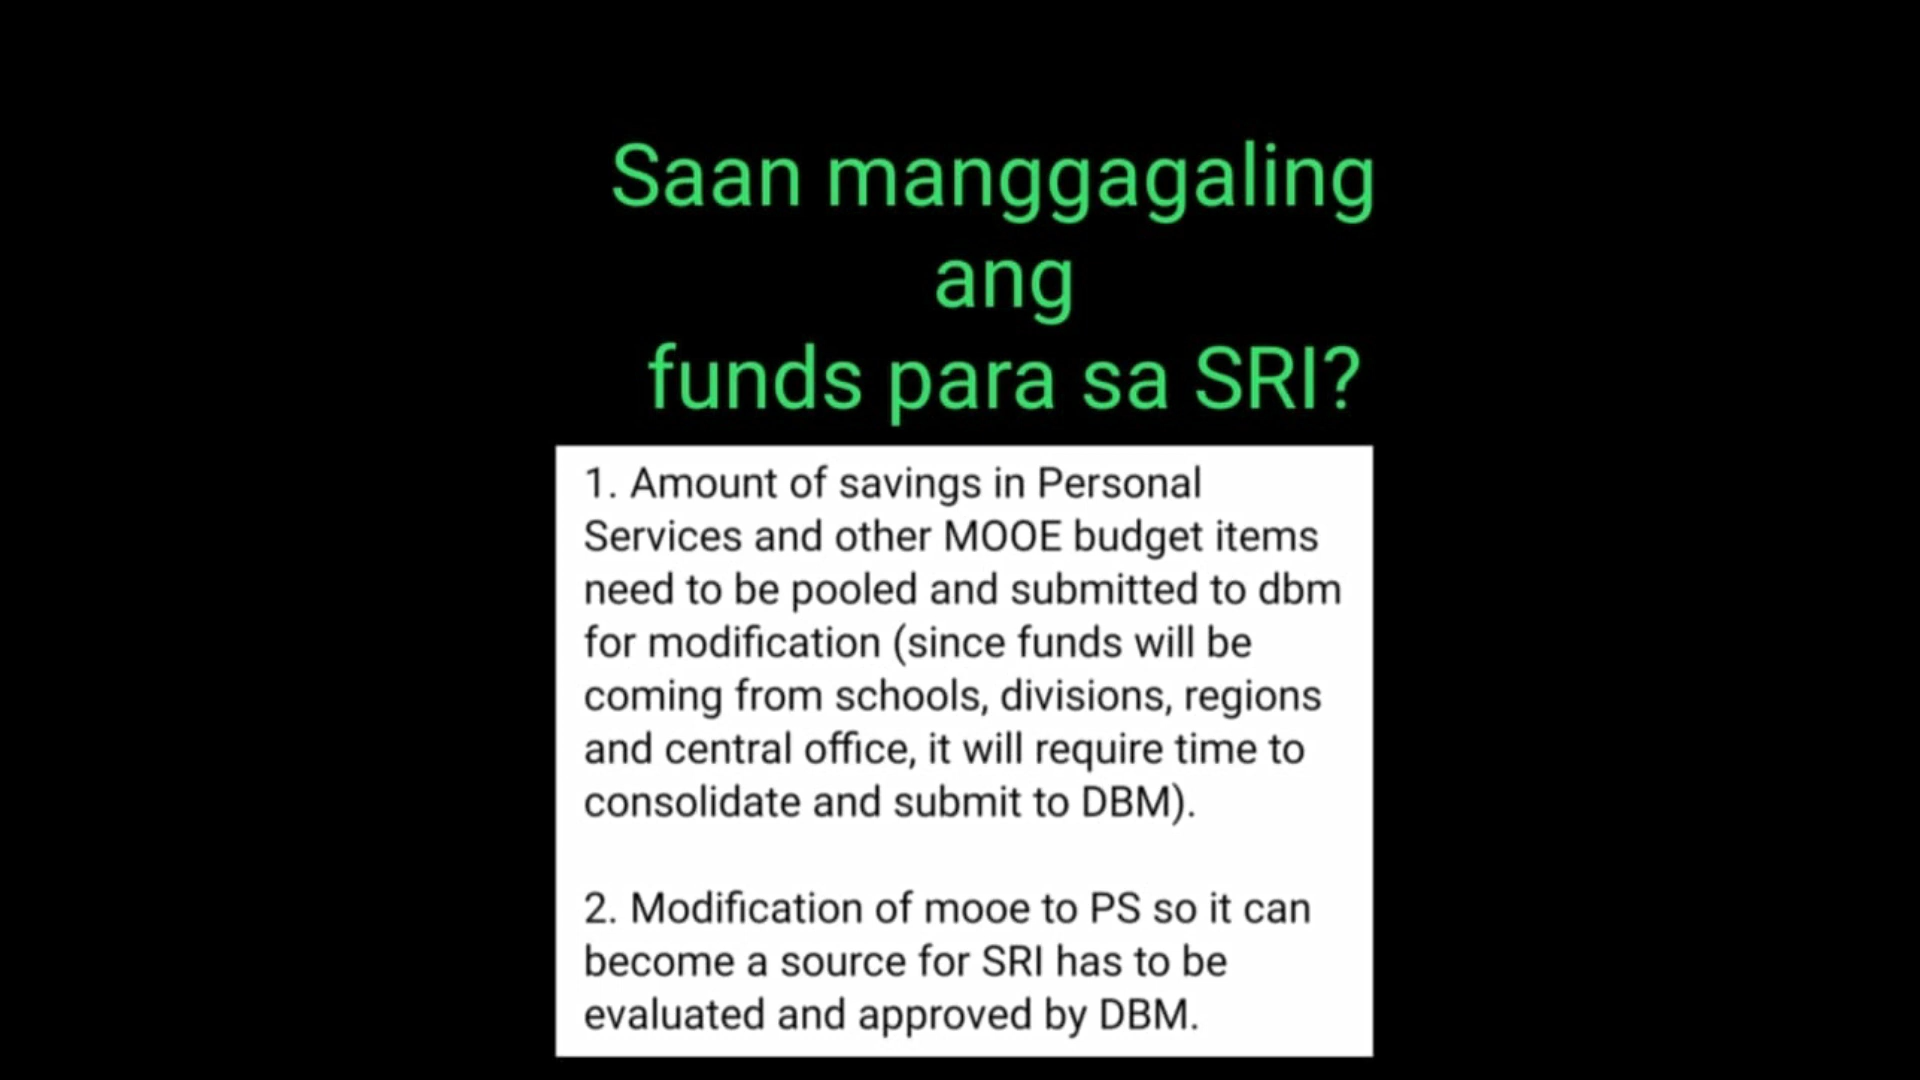 Saan manggagaling
ang
funds para sa SRI?
1. Amount of savings in Personal
Services and other MOOE budget items
need to be pooled and submitted to dbm
for modification (since funds will be
coming from schools, divisions, regions
and central office, it will require time to
consolidate and submit to DBM).
2. Modification of mooe to PS so it can
become a source for SRI has to be
evaluated and approved by DBM.